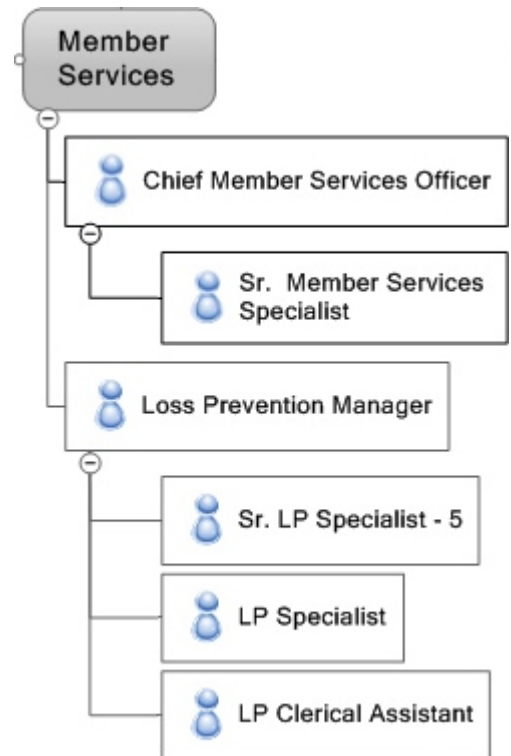 Member
Services
Chief Member Services Officer
Sr. Member Services
Specialist
Loss Prevention Manager
Sr. LP Specialist - 5
LP Specialist
LP Clerical Assistant